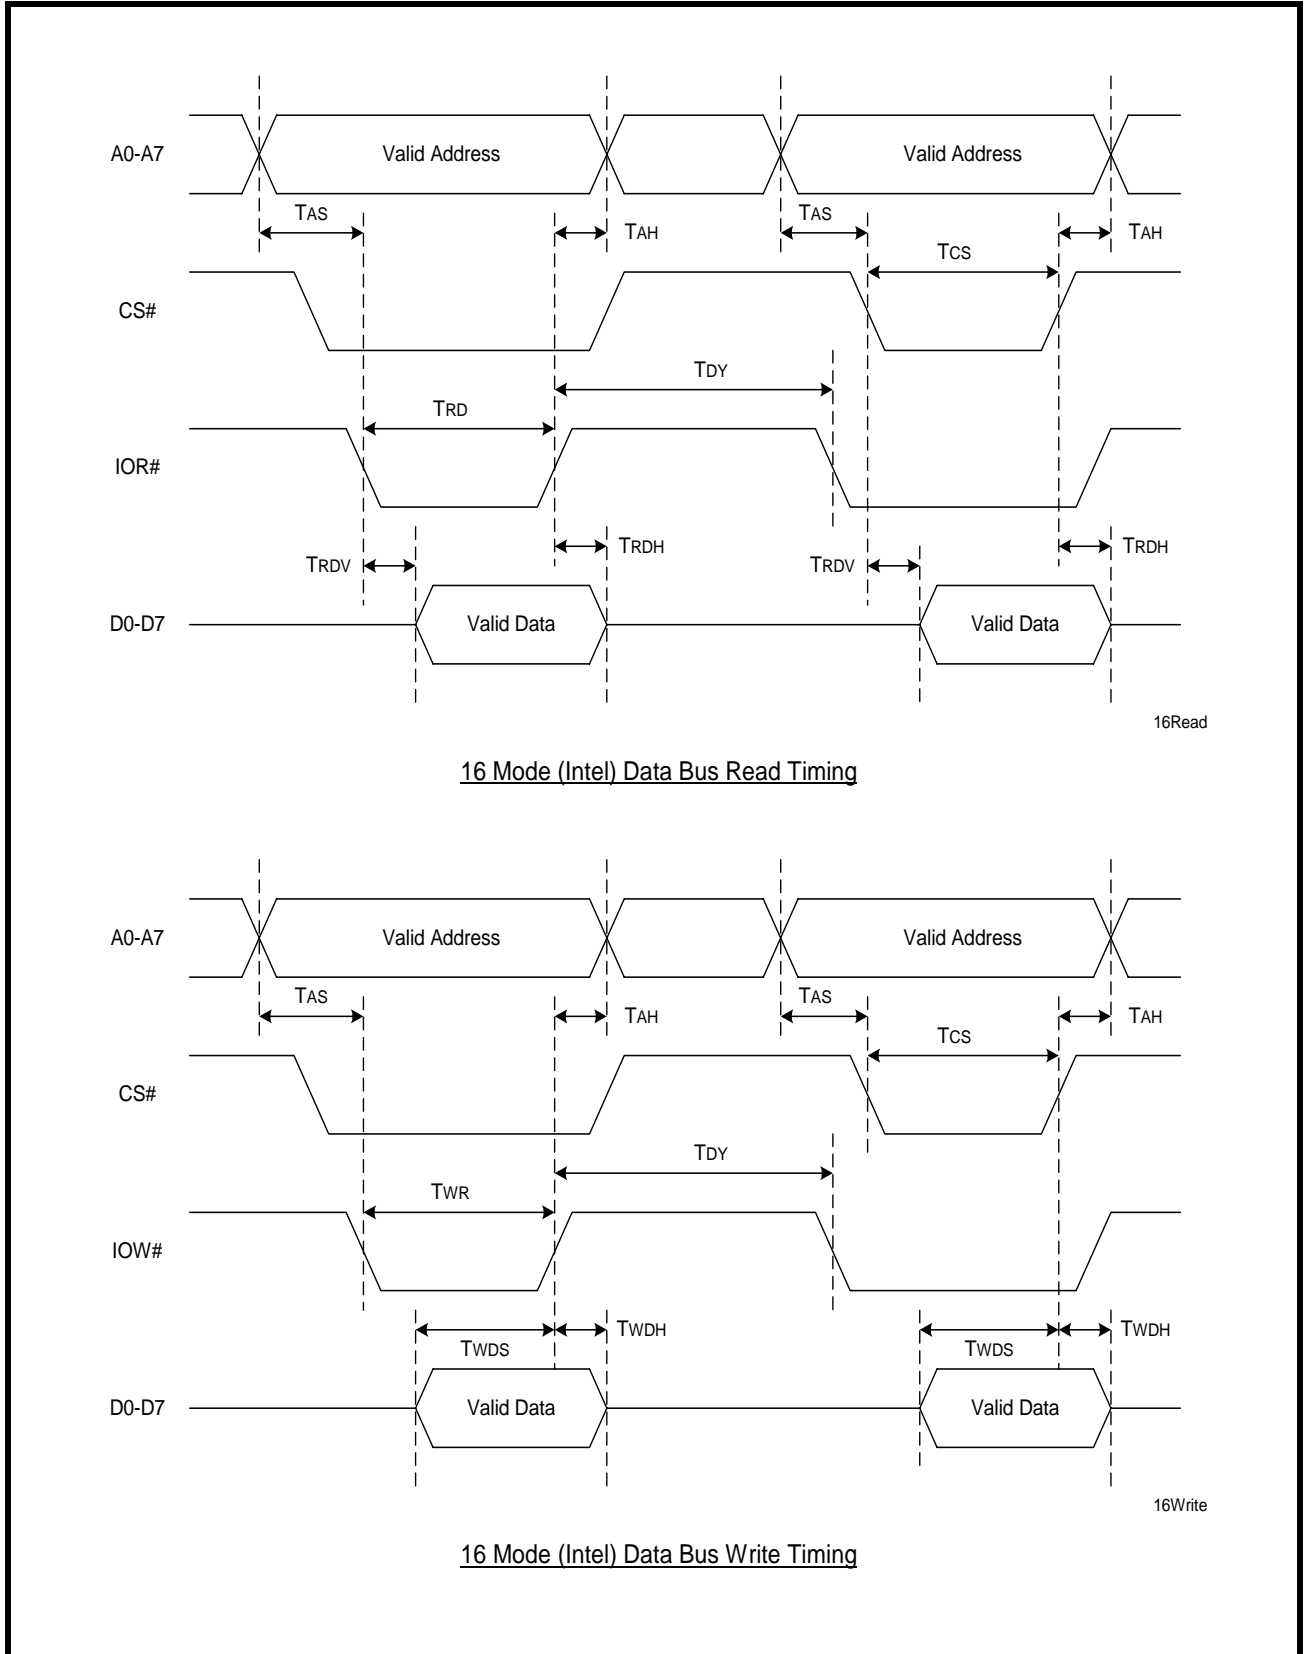 A0-A7
Valid Address
Valid Address
TAS
TAH
TAS
TAH
TCS
CS#
TDY
TRD
IOR#
TRDH
TRDH
TRDV
TRDV
D0-D7
Valid Data
Valid Data
16Read
16 Mode (Intel) Data Bus Read Timing
A0-A7
Valid Address
Valid Address
TAS
TAH
TAS
TAH
TCS
CS#
TDY
TWR
IOW#
TWDH
TWDH
TWDS
TWDS
D0-D7
Valid Data
Valid Data
16Write
16 Mode (Intel) Data Bus Write Timing